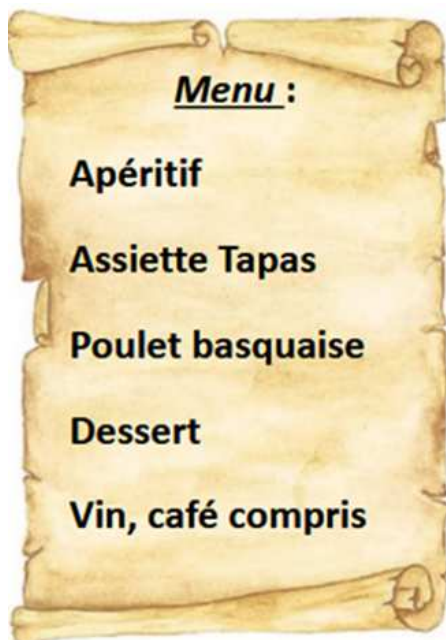 Menu :
Apéritif
Assiette Tapas
Poulet basquaise
Dessert
Vin, café compris